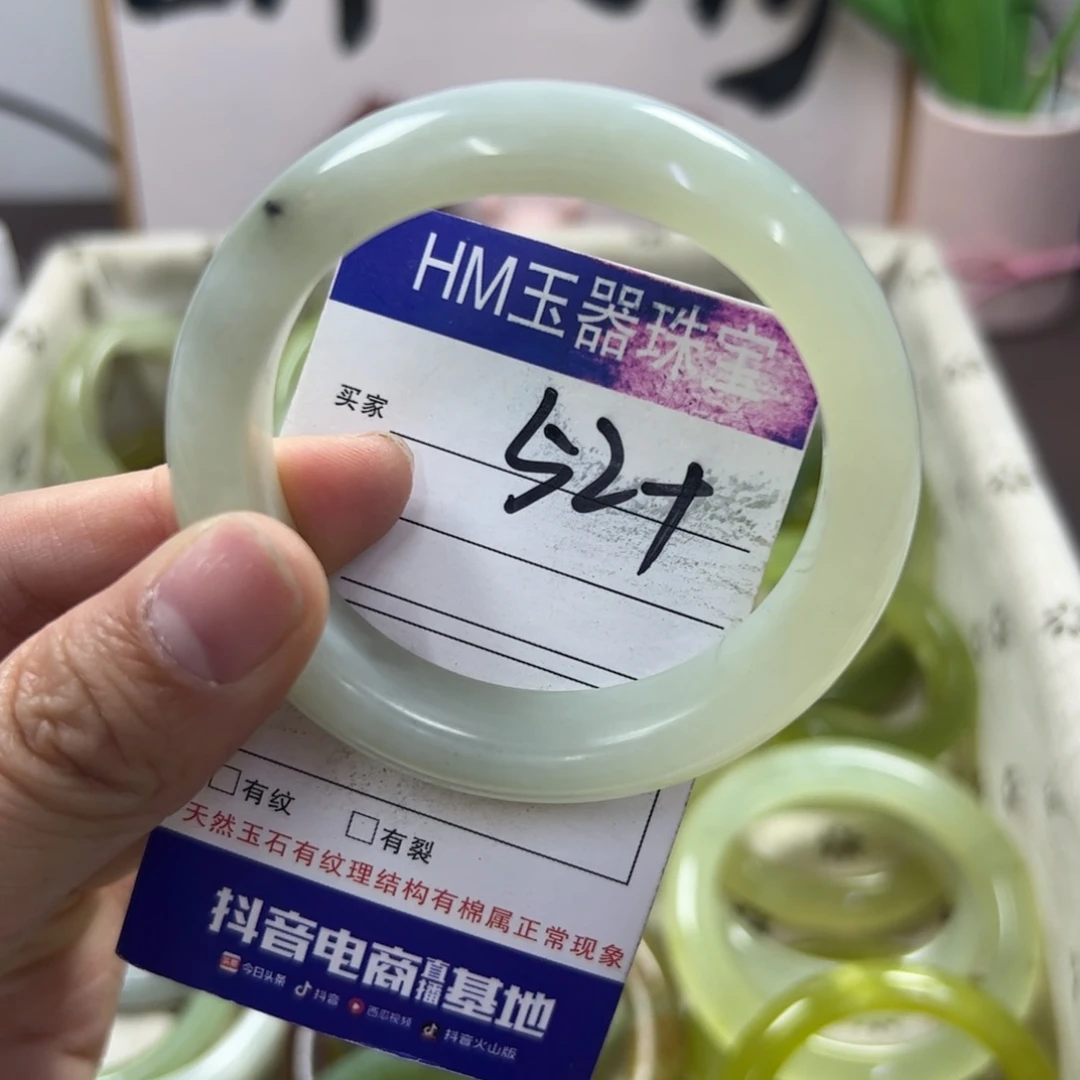 HM玉器珠宝
买家
524
有纹
有裂
天然玉石有纹理结构有棉属正常现象
抖音电商直播基地
今日头条 抖音 西瓜视频 抖音火山版